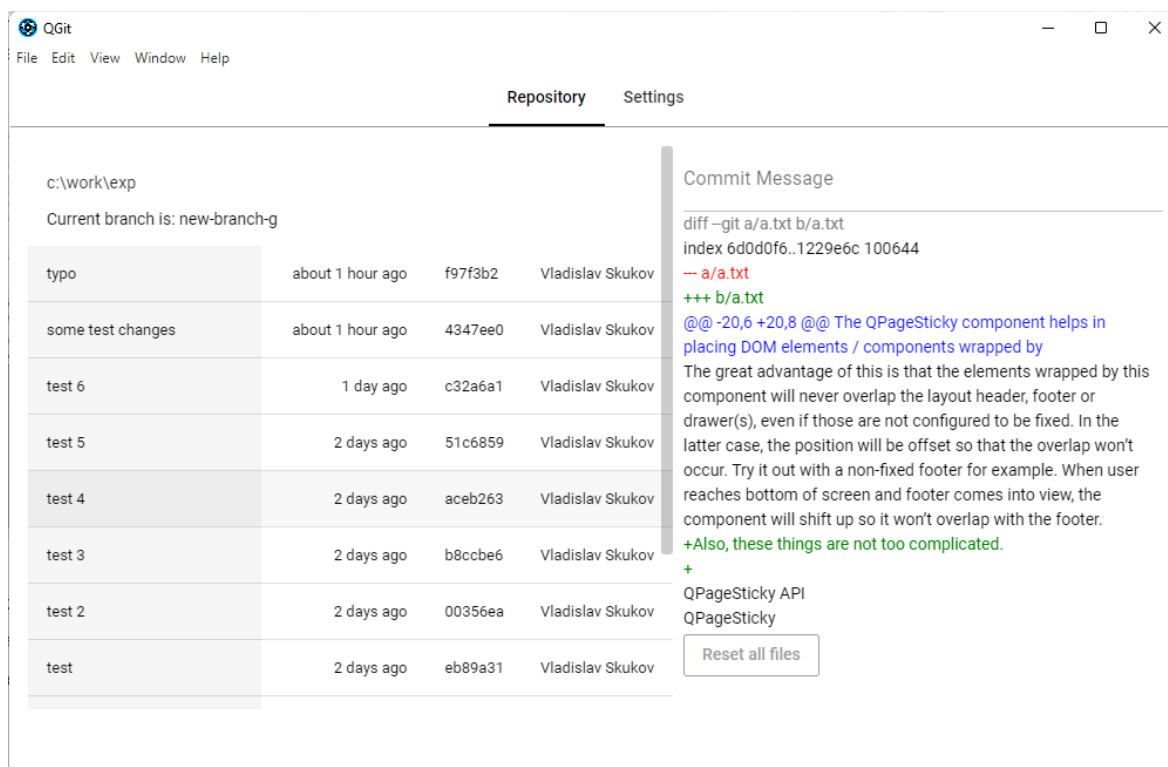 QGit
File Edit View Window Help
Repository Settings
c:\work\exp
Current branch is: new-branch-g
typo about 1 hour ago f97f3b2 Vladislav Skukov
some test changes about 1 hour ago 4347ee0 Vladislav Skukov
test 6 1 day ago c32a6a1 Vladislav Skukov
test 5 2 days ago 51c6859 Vladislav Skukov
test 4 2 days ago aceb263 Vladislav Skukov
test 3 2 days ago b8ccbe6 Vladislav Skukov
test 2 2 days ago 00356ea Vladislav Skukov
test 2 days ago eb89a31 Vladislav Skukov
Commit Message
diff --git a/a.txt b/a.txt
index 6d0d0f6..1229e6c 100644
--- a/a.txt
+++ b/a.txt
@@ -20,6 +20,8 @@ The QPageSticky component helps in
placing DOM elements / components wrapped by
The great advantage of this is that the elements wrapped by this
component will never overlap the layout header, footer or
drawer(s), even if those are not configured to be fixed. In the
latter case, the position will be offset so that the overlap won’t
occur. Try it out with a non-fixed footer for example. When user
reaches bottom of screen and footer comes into view, the
component will shift up so it won’t overlap with the footer.
+Also, these things are not too complicated.
+
QPageSticky API
QPageSticky
Reset all files